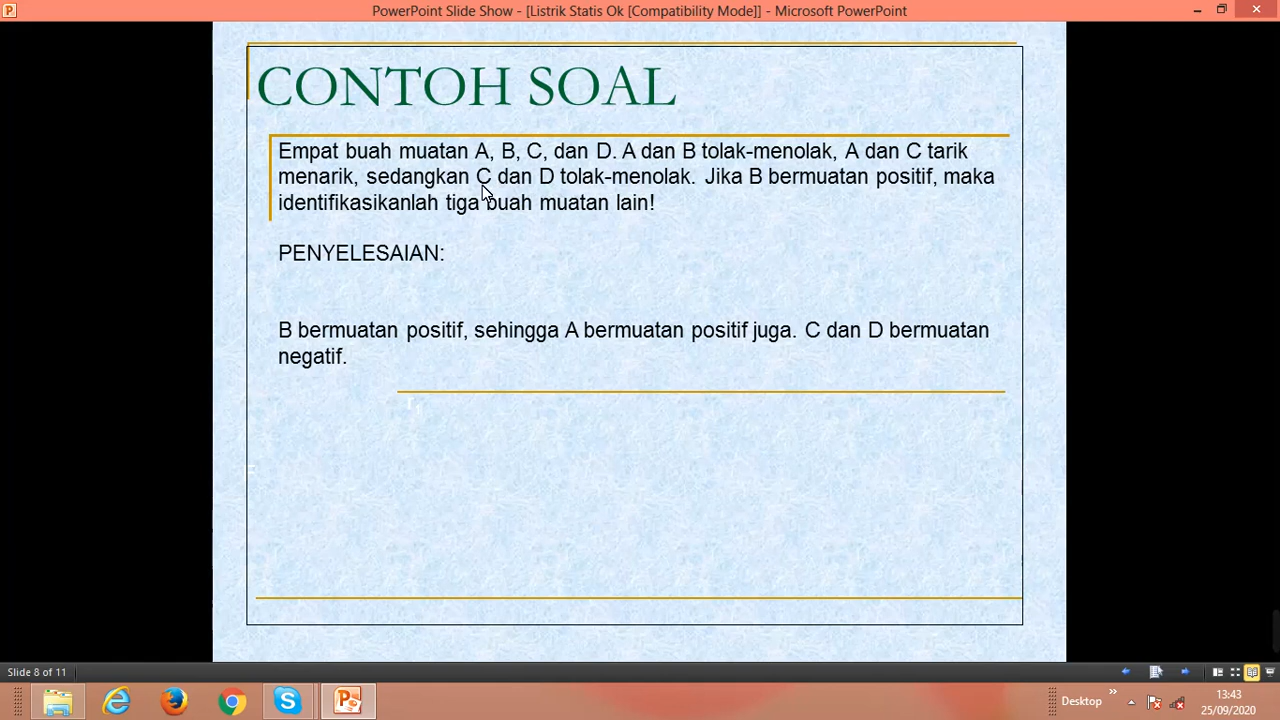 PowerPoint Slide Show - [Listrik Statis Ok [Compatibility Mode]] - Microsoft PowerPoint
CONTOH SOAL
Empat buah muatan A, B, C, dan D. A dan B tolak-menolak, A dan C tarik
menarik, sedangkan C dan D tolak-menolak. Jika B bermuatan positif, maka
identifikasikanlah tiga buah muatan lain!
PENYELESAIAN:
B bermuatan positif, sehingga A bermuatan positif juga. C dan D bermuatan
negatif.
Slide 8 of 11
Desktop
13:43
25/09/2020